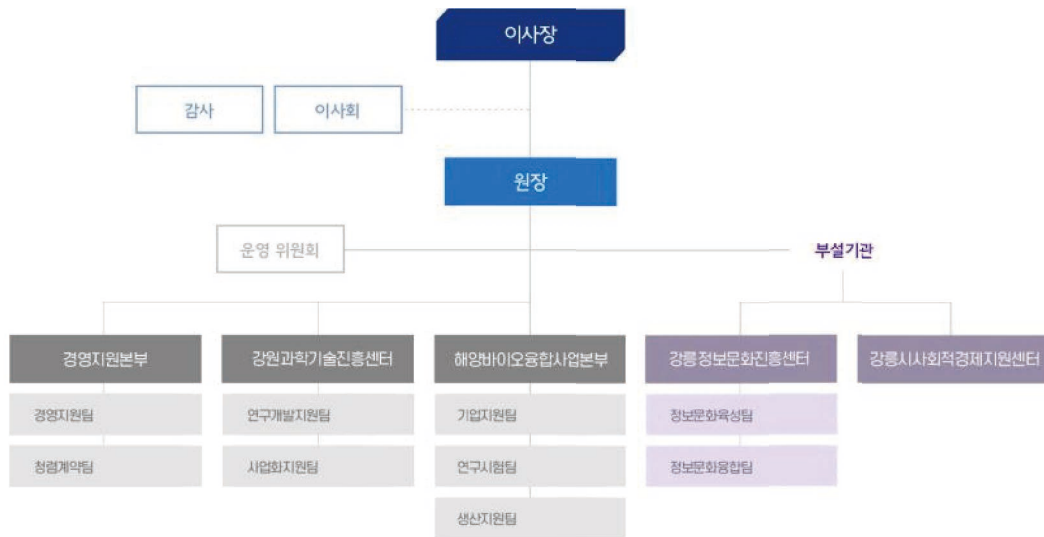 이사장
감사
이사회
원장
운영 위원회
부설기관
경영지원본부
강원과학기술진흥센터
해양바이오융합사업본부
강릉정보문화진흥센터
강릉시사회적경제지원센터
경영지원팀
연구개발지원팀
기업지원팀
정보문화육성팀
청렴계약팀
사업화지원팀
연구시험팀
정보문화융합팀
생산지원팀